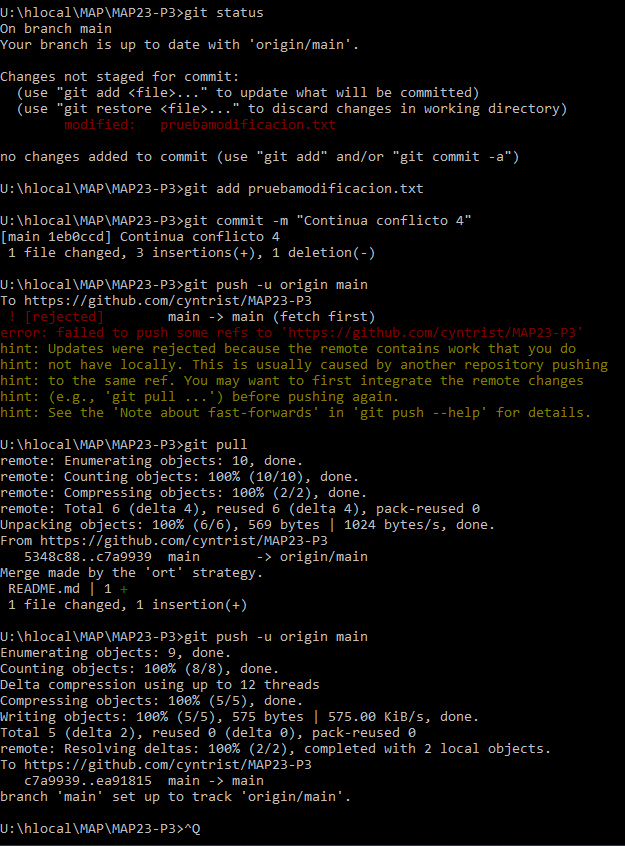 U:\hlocal\MAP\MAP23-P3>git status
On branch main
Your branch is up to date with 'origin/main'.
Changes not staged for commit:
(use "git add <file>..." to update what will be committed)
(use "git restore <file>..." to discard changes in working directory)
modified: pruebamodificacion.txt
no changes added to commit (use "git add" and/or "git commit -a")
U:\hlocal\MAP\MAP23-P3>git add pruebamodificacion.txt
U:\hlocal\MAP\MAP23-P3>git commit -m "Continua conflicto 4"
[main 1eb0ccd] Continua conflicto 4
1 file changed, 3 insertions(+), 1 deletion(-)
U:\hlocal\MAP\MAP23-P3>git push -u origin main
To https://github.com/cyntrist/MAP23-P3
! [rejected] main -> main (fetch first)
error: failed to push some refs to 'https://github.com/cyntrist/MAP23-P3'
hint: Updates were rejected because the remote contains work that you do
hint: not have locally. This is usually caused by another repository pushing
hint: to the same ref. You may want to first integrate the remote changes
hint: (e.g., 'git pull ...') before pushing again.
hint: See the 'Note about fast-forwards' in 'git push --help' for details.
U:\hlocal\MAP\MAP23-P3>git pull
remote: Enumerating objects: 10, done.
remote: Counting objects: 100% (10/10), done.
remote: Compressing objects: 100% (2/2), done.
remote: Total 6 (delta 4), reused 6 (delta 4), pack-reused 0
Unpacking objects: 100% (6/6), 569 bytes | 1024 bytes/s, done.
From https://github.com/cyntrist/MAP23-P3
5348c88..c7a9939 main -> origin/main
Merge made by the 'ort' strategy.
README.md | 1 +
1 file changed, 1 insertion(+)
U:\hlocal\MAP\MAP23-P3>git push -u origin main
Enumerating objects: 9, done.
Counting objects: 100% (8/8), done.
Delta compression using up to 12 threads
Compressing objects: 100% (5/5), done.
Writing objects: 100% (5/5), 575 bytes | 575.00 KiB/s, done.
Total 5 (delta 2), reused 0 (delta 0), pack-reused 0
remote: Resolving deltas: 100% (2/2), completed with 2 local objects.
To https://github.com/cyntrist/MAP23-P3
c7a9939..ea91815 main -> main
branch 'main' set up to track 'origin/main'.
U:\hlocal\MAP\MAP23-P3>^Q